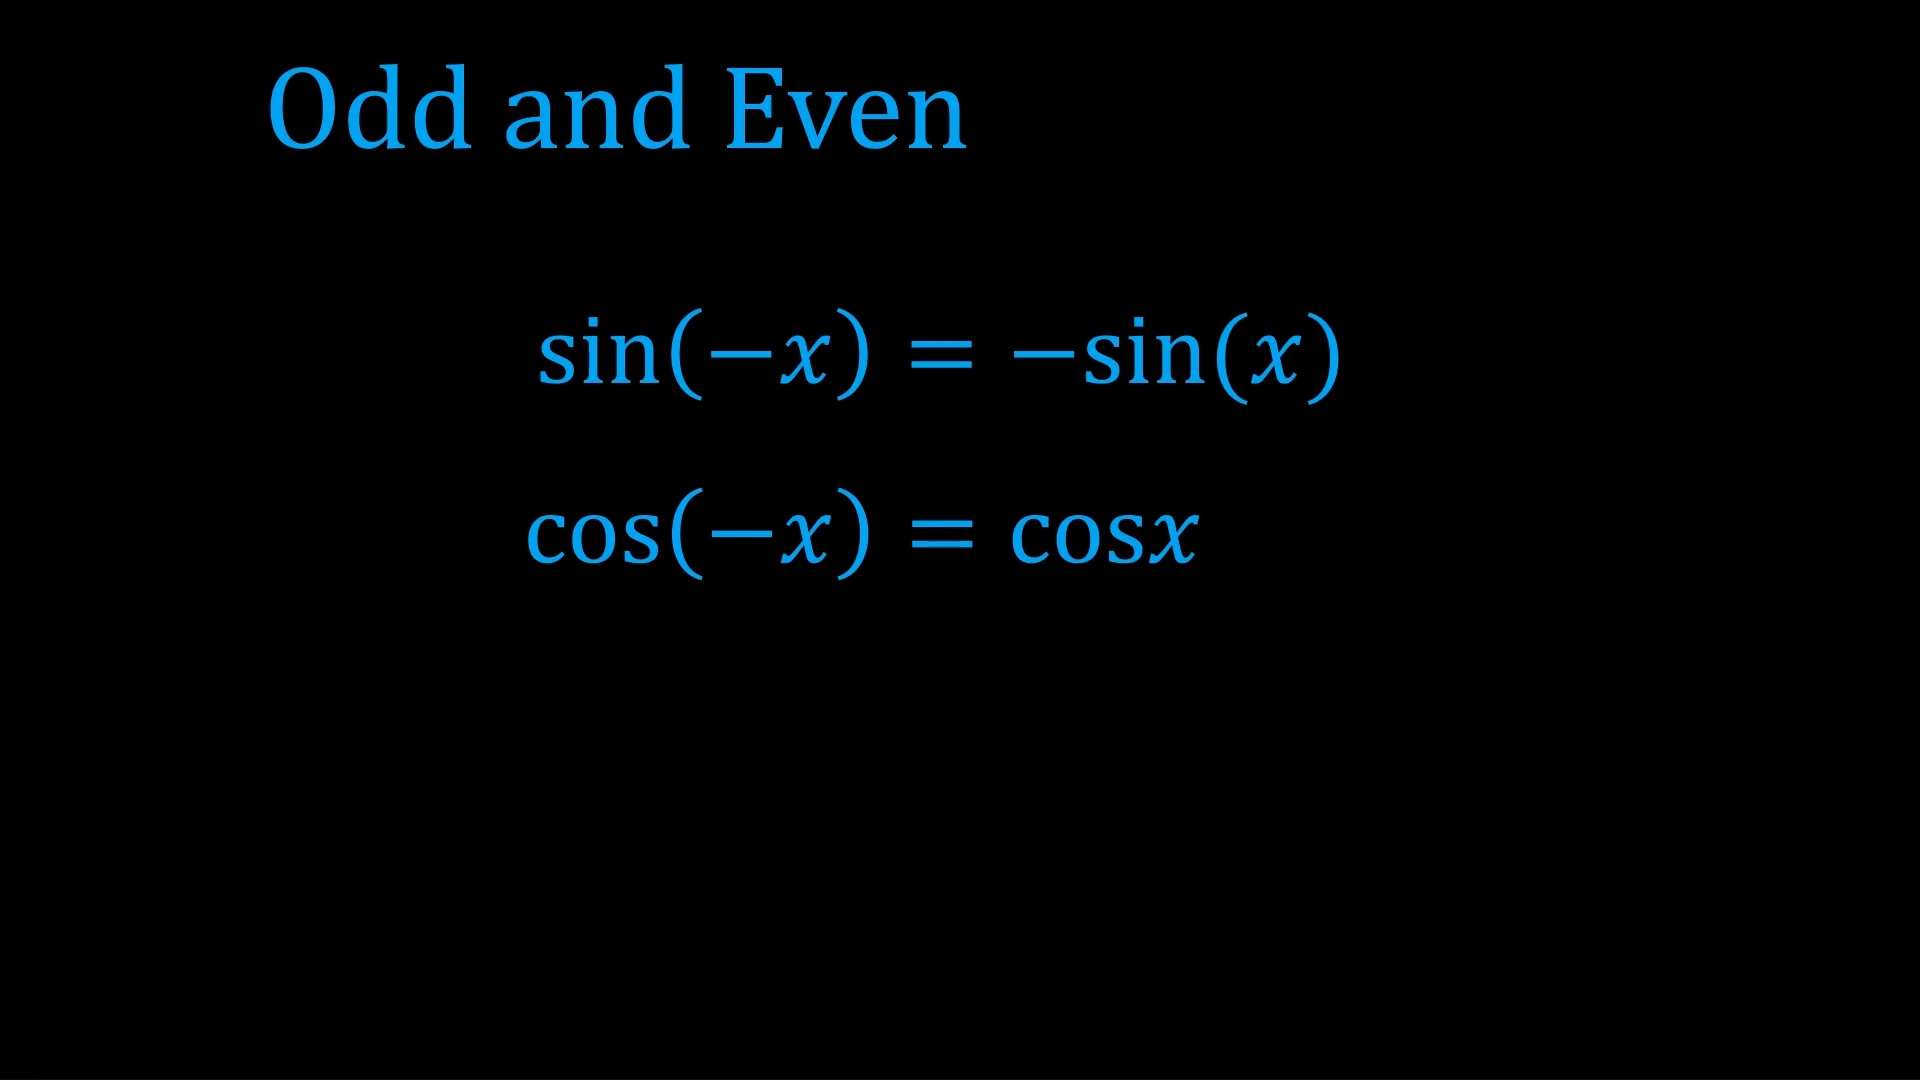 Odd and Even
sin(−x) = −sin(x)
cos(−x) = cosx